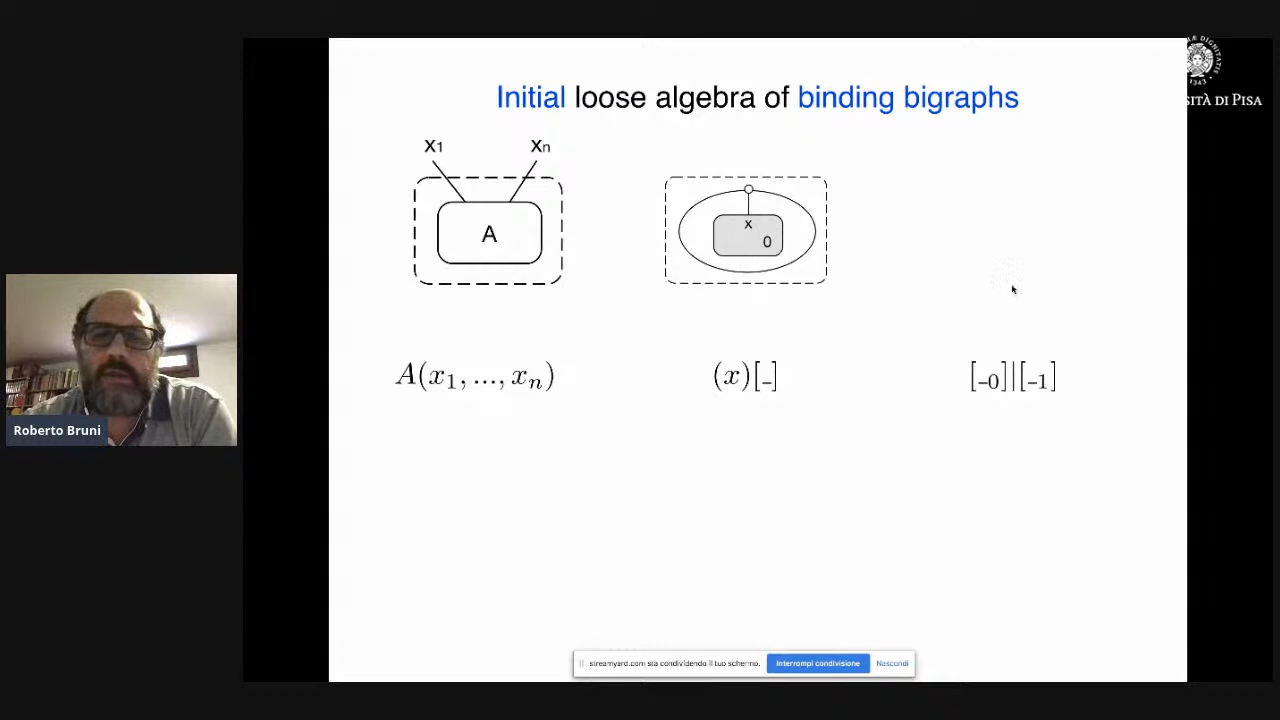 Initial loose algebra of binding bigraphs
SITÀ DI PISA
1343
x1 xn
A
x
0
A(x₁, ..., xₙ) (x)[_] [_₀]|[_₁]
Roberto Bruni
streamyard.com sta condividendo il tuo schermo. Interrompi condivisione Nascondi